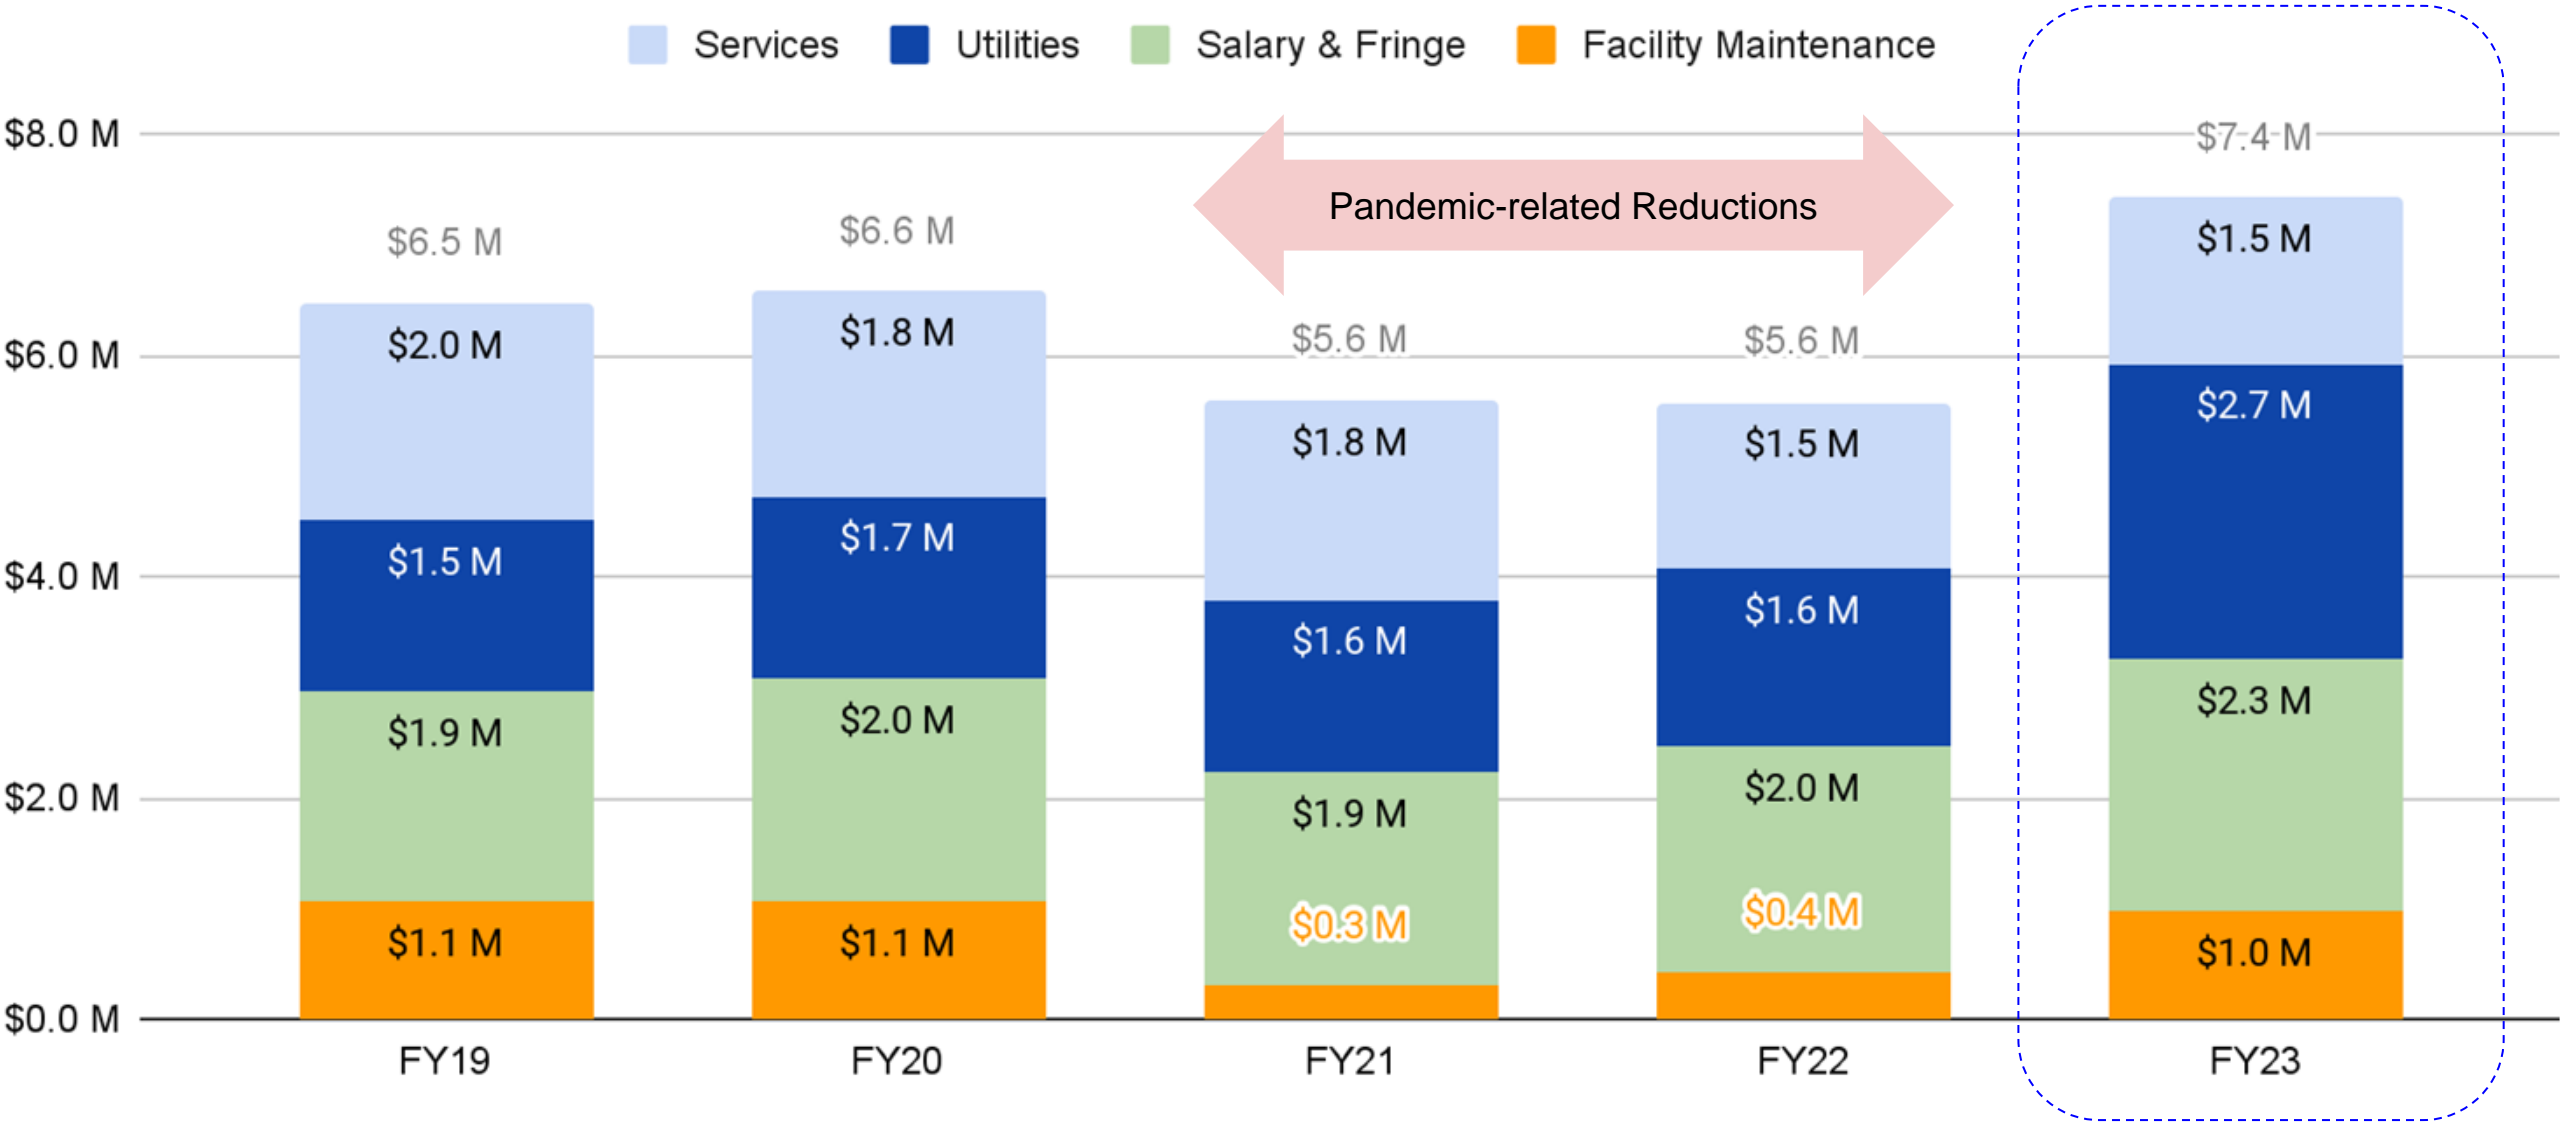 Services Utilities Salary & Fringe Facility Maintenance
$8.0 M
$7.4 M
Pandemic-related Reductions
$6.5 M
$6.6 M
$5.6 M
$5.6 M
$6.0 M
$2.0 M
$1.8 M
$1.8 M
$1.5 M
$1.5 M
$4.0 M
$1.5 M
$1.7 M
$1.6 M
$1.6 M
$2.7 M
$2.0 M
$1.9 M
$2.0 M
$1.9 M
$2.0 M
$2.3 M
$1.1 M
$1.1 M
$0.3 M
$0.4 M
$1.0 M
$0.0 M
FY19 FY20 FY21 FY22 FY23